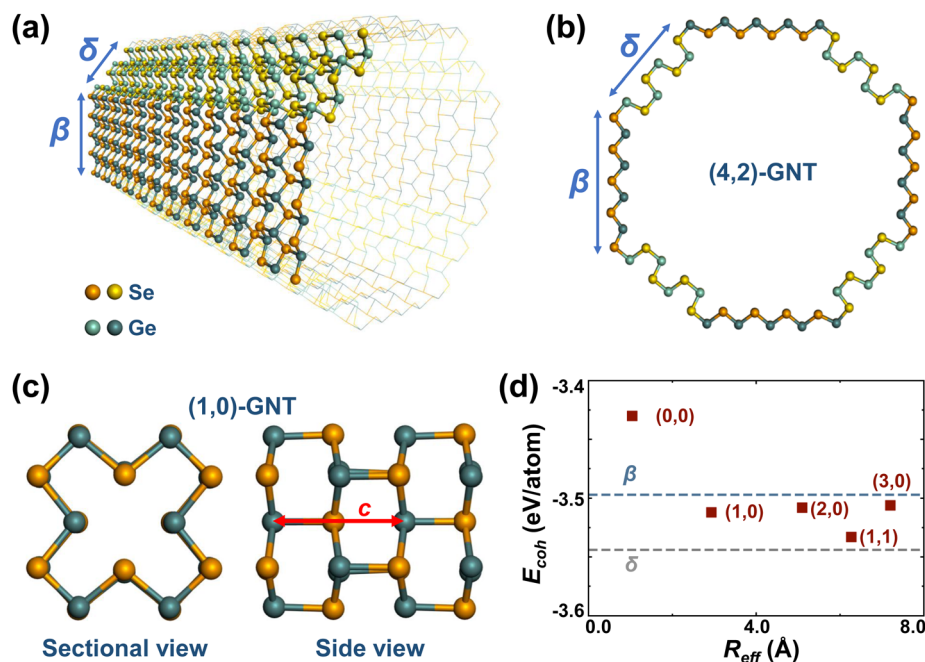 (a)
δ
β
Se
Ge
(b)
δ
β
(4,2)-GNT
(c)
(1,0)-GNT
c
Sectional view
Side view
(d)
-3.4
-3.5
-3.6
E_coh (eV/atom)
(0,0)
β
(3,0)
(1,0)
(2,0)
(1,1)
δ
0.0
4.0
8.0
R_eff (Å)